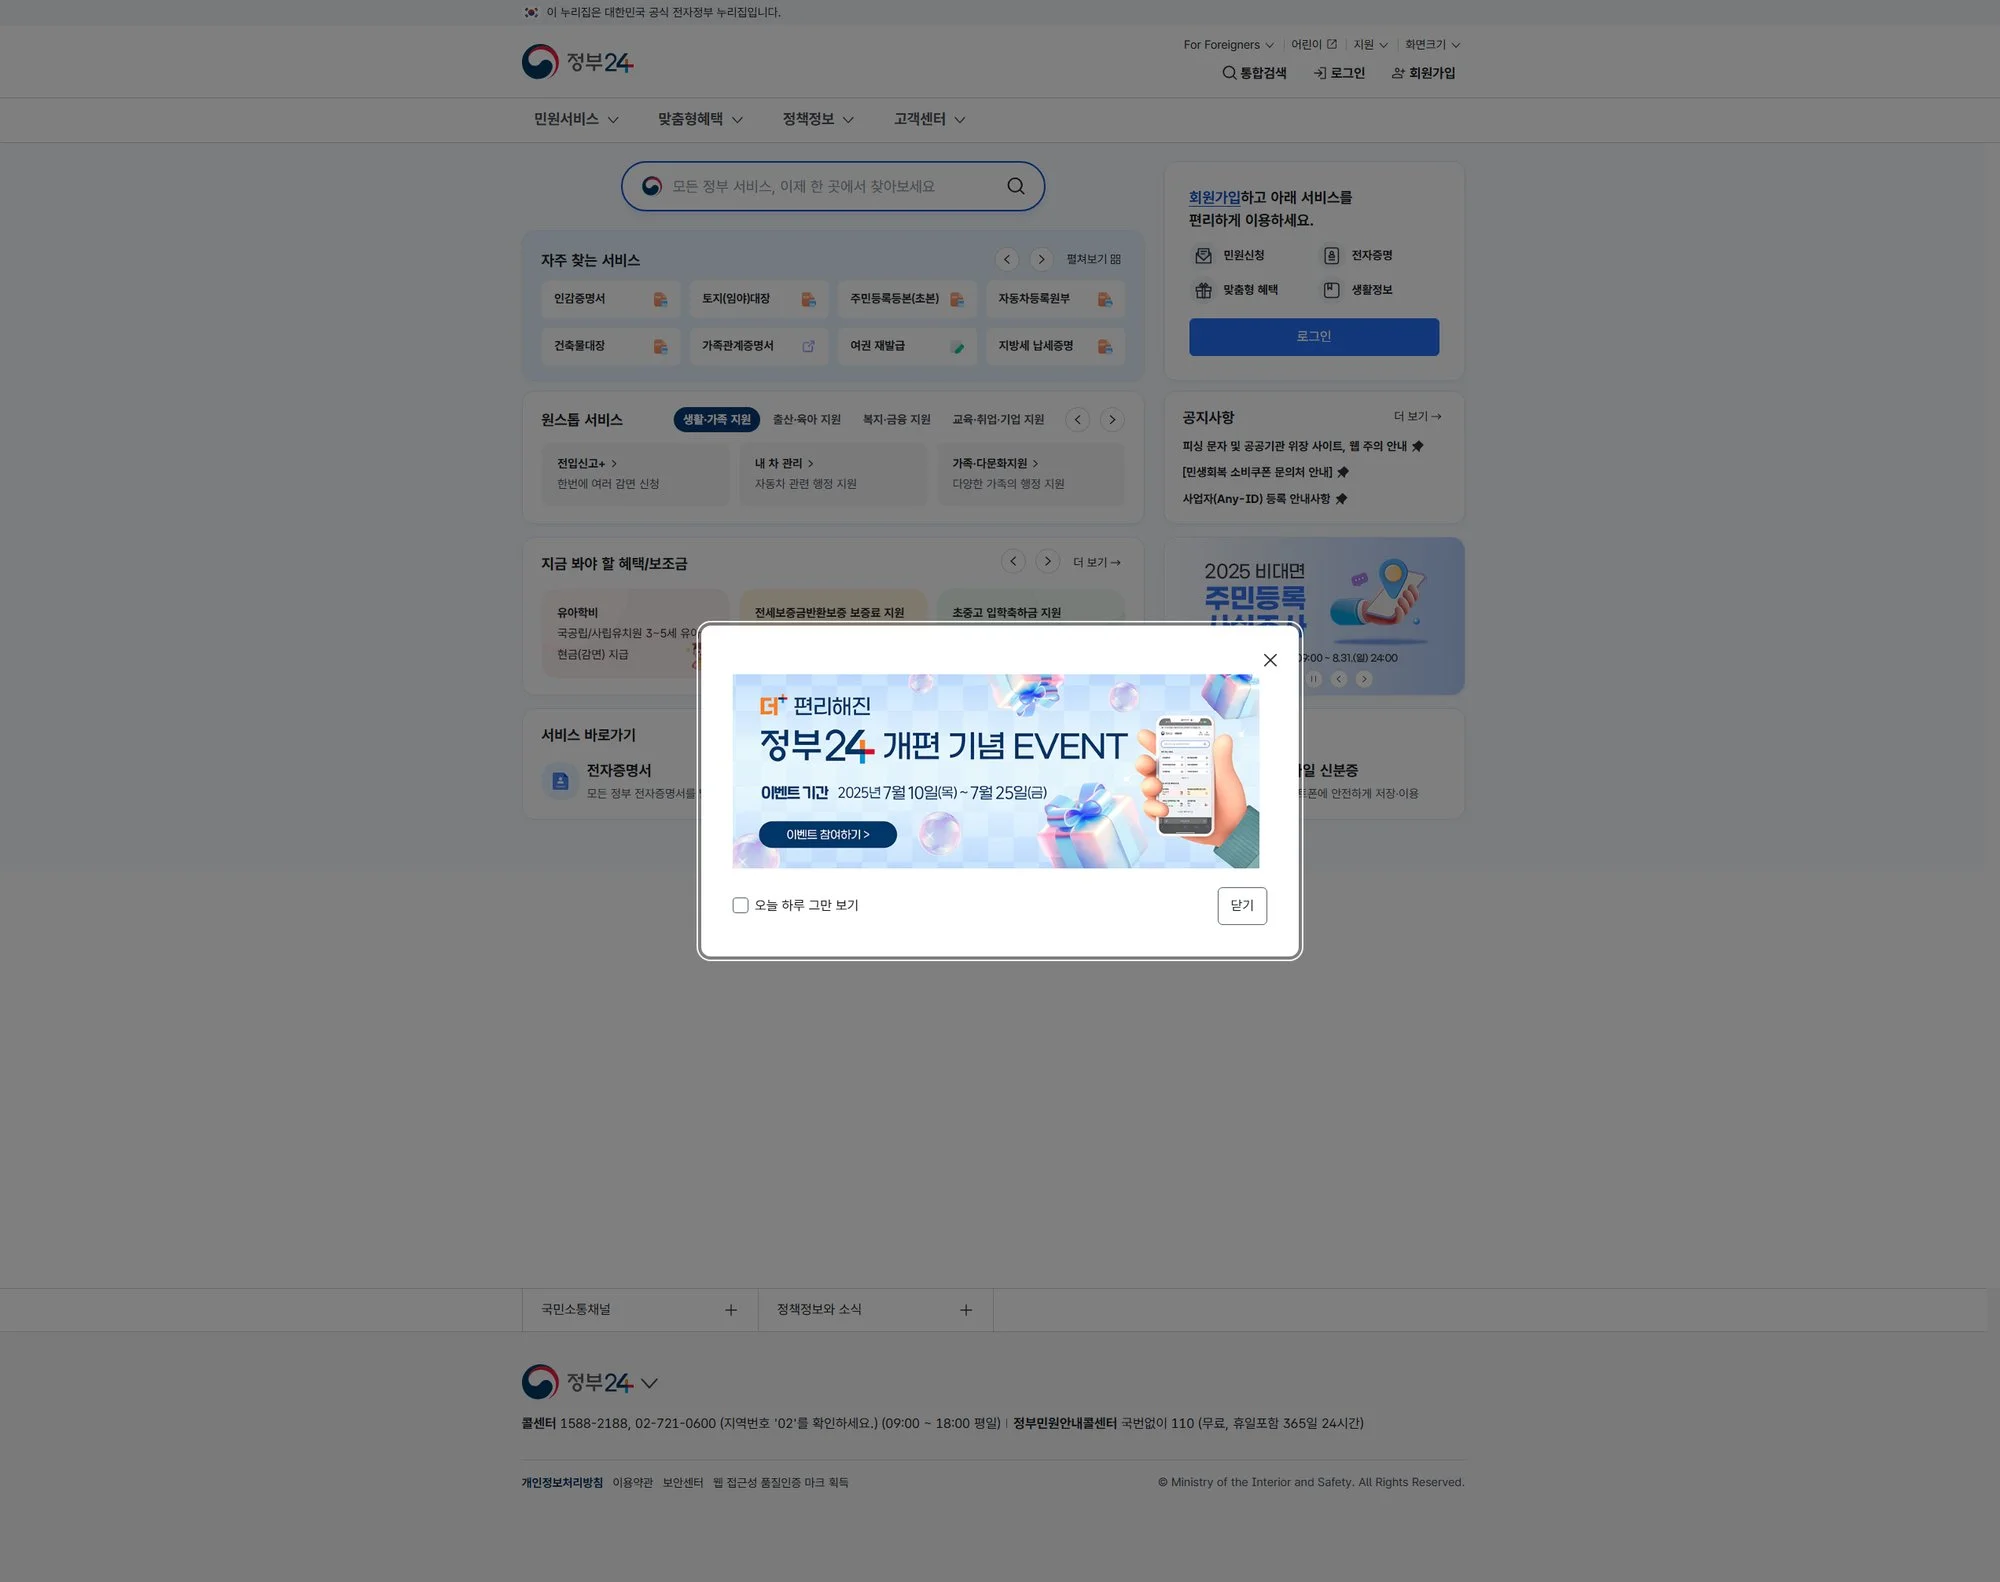 이 누리집은 대한민국 공식 전자정부 누리집입니다.
정부24
For Foreigners 어린이 지원 화면크기
통합검색 로그인 회원가입
민원서비스 맞춤형혜택 정책정보 고객센터
모든 정부 서비스, 이제 한 곳에서 찾아보세요
자주 찾는 서비스 펼쳐보기
인감증명서 토지(임야)대장 주민등록등본(초본) 자동차등록원부
건축물대장 가족관계증명서 여권 재발급 지방세 납세증명
회원가입하고 아래 서비스를
편리하게 이용하세요.
민원신청 전자증명
맞춤형 혜택 생활정보
로그인
원스톱 서비스 생활·가족 지원 출산·육아 지원 복지·금융 지원 교육·취업·기업 지원
전입신고+ 내 차 관리 가족·다문화지원
한번에 여러 감면 신청 자동차 관련 행정 지원 다양한 가족의 행정 지원
공지사항 더 보기
피싱 문자 및 공공기관 위장 사이트, 웹 주의 안내
[민생회복 소비쿠폰 문의처 안내]
사업자(Any-ID) 등록 안내사항
지금 봐야 할 혜택/보조금 더 보기
유아학비 전세보증금반환보증 보증료 지원 초중고 입학축하금 지원
국공립/사립유치원 3~5세
현금(감면) 지급
2025 비대면
주민등록
09:00 ~ 8.31.(일) 24:00
더+ 편리해진
정부24+ 개편 기념 EVENT
이벤트 기간 2025년 7월 10일(목) ~ 7월 25일(금)
이벤트 참여하기 >
오늘 하루 그만 보기
닫기
서비스 바로가기
전자증명서 신분증
모든 정부 전자증명서를 안전하게 저장·이용
국민소통채널 정책정보와 소식
정부24
콜센터 1588-2188, 02-721-0600 (지역번호 '02'를 확인하세요.) (09:00 ~ 18:00 평일) | 정부민원안내콜센터 국번없이 110 (무료, 휴일포함 365일 24시간)
개인정보처리방침 이용약관 보안센터 웹 접근성 품질인증 마크 획득
© Ministry of the Interior and Safety. All Rights Reserved.